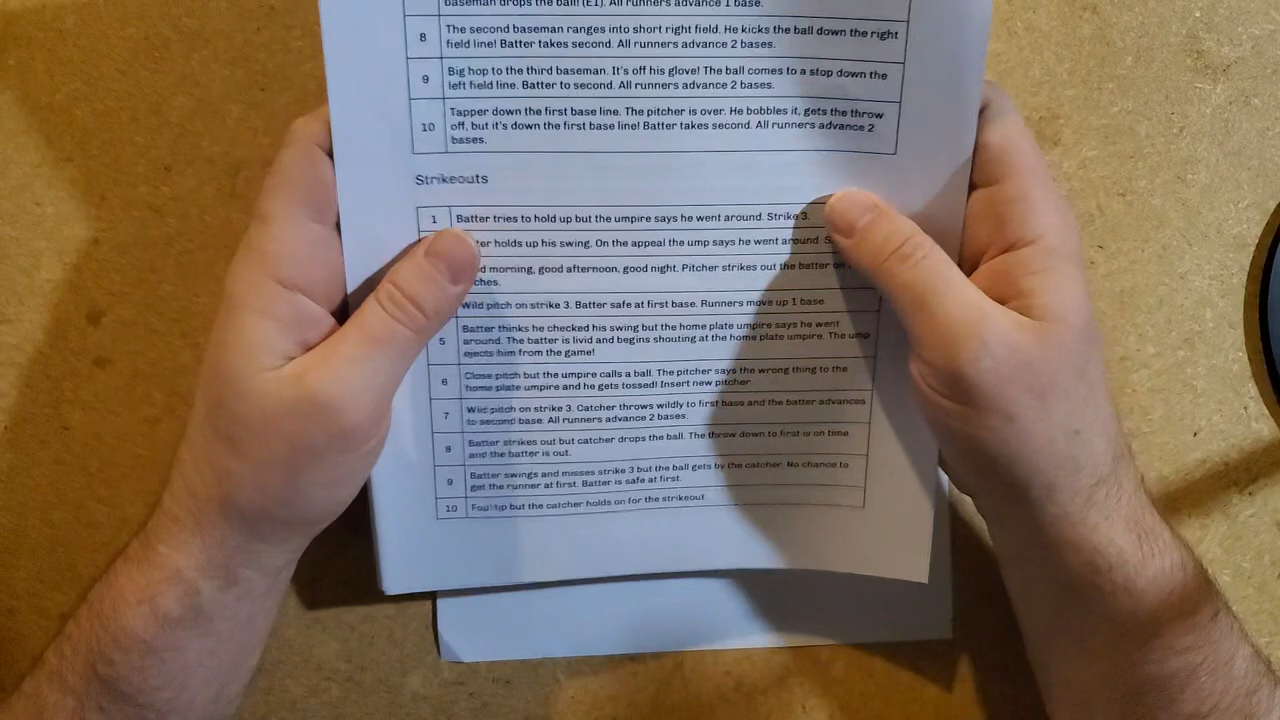 baseman drops the ball! (E1). All runners advance 1 base.
8 The second baseman ranges into short right field. He kicks the ball down the right
field line! Batter takes second. All runners advance 2 bases.
9 Big hop to the third baseman. It's off his glove! The ball comes to a stop down the
left field line. Batter to second. All runners advance 2 bases.
10 Tapper down the first base line. The pitcher is over. He bobbles it, gets the throw
off, but it's down the first base line! Batter takes second. All runners advance 2
bases.
Strikeouts
1 Batter tries to hold up but the umpire says he went around. Strike 3.
holds up his swing. On the appeal the ump says he went around.
morning, good afternoon, good night. Pitcher strikes out the batter on
Wild pitch on strike 3. Batter safe at first base. Runners move up 1 base.
5 Batter thinks he checked his swing but the home plate umpire says he went
around. The batter is livid and begins shouting at the home plate umpire. The ump
ejects him from the game!
6 Close pitch but the umpire calls a ball. The pitcher says the wrong thing to the
home plate umpire and he gets tossed! Insert new pitcher.
7 Wild pitch on strike 3. Catcher throws wildly to first base and the batter advances
to second base. All runners advance 2 bases.
8 Batter strikes out but catcher drops the ball. The throw down to first is on time
and the batter is out.
9 Batter swings and misses strike 3 but the ball gets by the catcher. No chance to
get the runner at first. Batter is safe at first.
10 Foul tip but the catcher holds on for the strikeout.